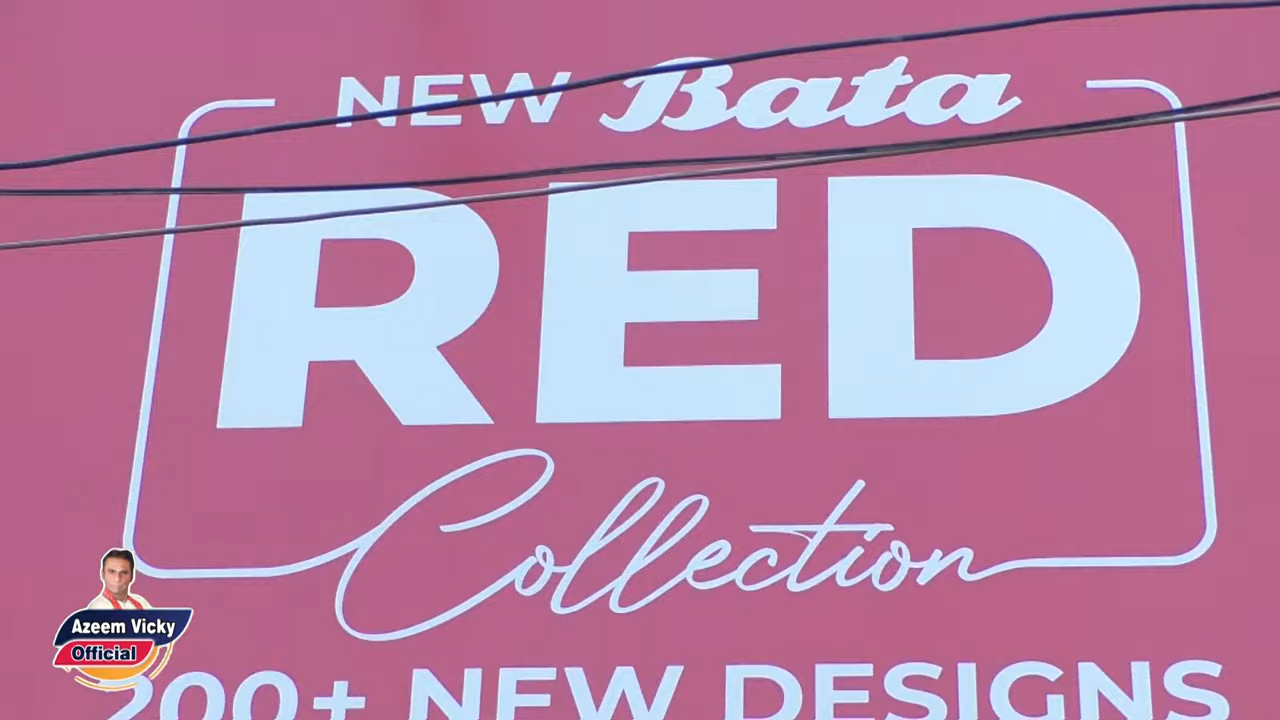 NEW Bata
RED
Collection
200+ NEW DESIGNS
Azeem Vicky
Official